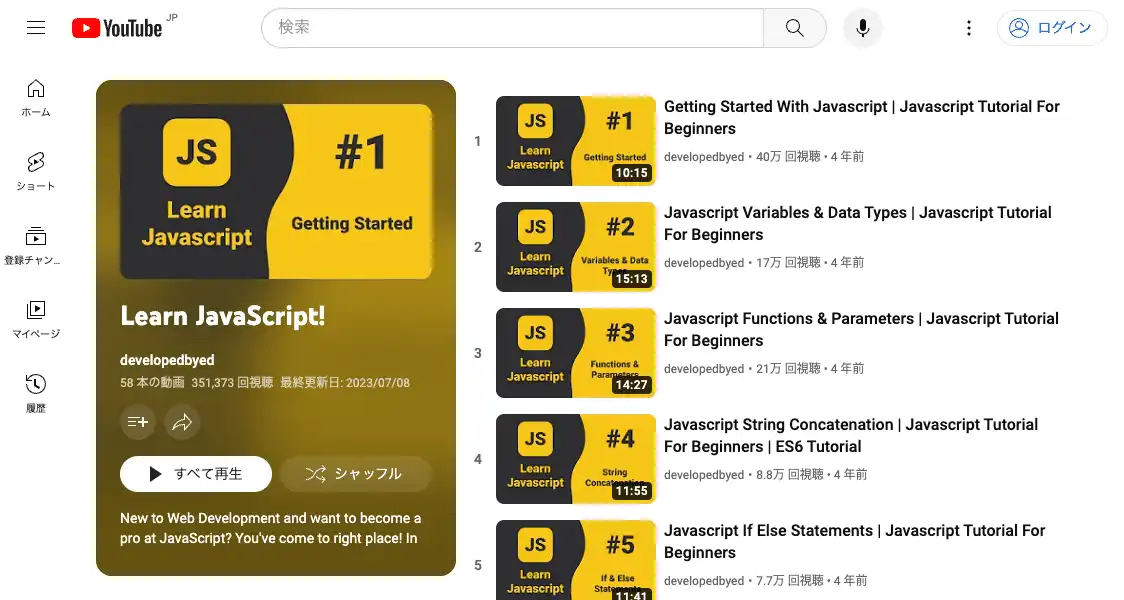 YouTube JP
検索
ログイン
ホーム
ショート
登録チャン...
マイページ
履歴
JS
Learn
Javascript
#1
Getting Started
Learn JavaScript!
developedbyed
58 本の動画 351,373 回視聴 最終更新日: 2023/07/08
すべて再生
シャッフル
New to Web Development and want to become a
pro at JavaScript? You've come to right place! In
1
JS
Learn
Javascript
#1
Getting Started
10:15
Getting Started With Javascript | Javascript Tutorial For
Beginners
developedbyed・40万 回視聴・4 年前
2
JS
Learn
Javascript
#2
Variables & Data
Types
15:13
Javascript Variables & Data Types | Javascript Tutorial
For Beginners
developedbyed・17万 回視聴・4 年前
3
JS
Learn
Javascript
#3
Functions &
Parameters
14:27
Javascript Functions & Parameters | Javascript Tutorial
For Beginners
developedbyed・21万 回視聴・4 年前
4
JS
Learn
Javascript
#4
String
Concatenation
11:55
Javascript String Concatenation | Javascript Tutorial
For Beginners | ES6 Tutorial
developedbyed・8.8万 回視聴・4 年前
5
JS
Learn
Javascript
#5
If & Else
Statements
11:41
Javascript If Else Statements | Javascript Tutorial For
Beginners
developedbyed・7.7万 回視聴・4 年前